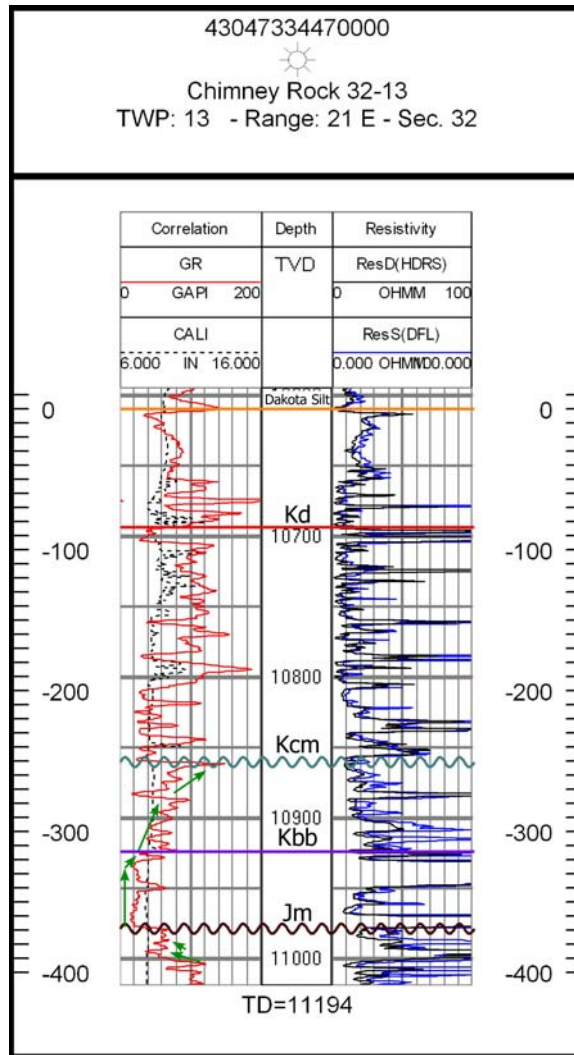 43047334470000
Chimney Rock 32-13
TWP: 13 - Range: 21 E - Sec. 32
Correlation Depth Resistivity
GR TVD ResD(HDRS)
0 GAPI 200 0 OHMM 100
CALI ResS(DFL)
6.000 IN 16.000 0.000
Dakota Silt
0 0
Kd
10700
-100 -100
10800
-200 -200
Kcm
10900
-300 Kbb -300
Jm
11000
-400 -400
TD=11194